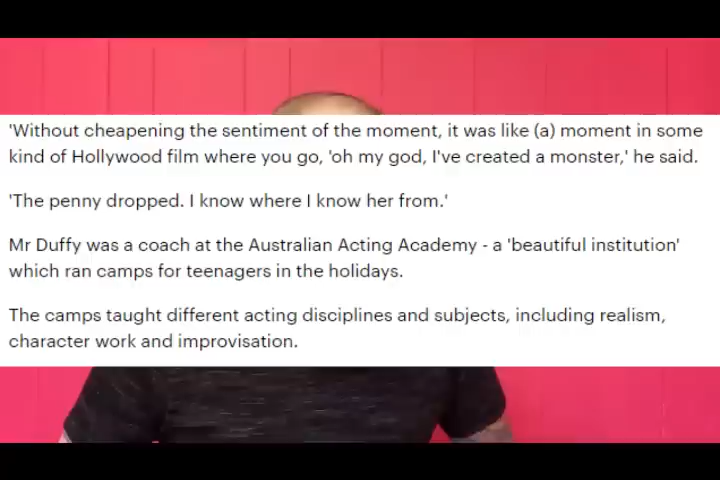 'Without cheapening the sentiment of the moment, it was like (a) moment in some
kind of Hollywood film where you go, 'oh my god, I've created a monster,' he said.
'The penny dropped. I know where I know her from.'
Mr Duffy was a coach at the Australian Acting Academy - a 'beautiful institution'
which ran camps for teenagers in the holidays.
The camps taught different acting disciplines and subjects, including realism,
character work and improvisation.